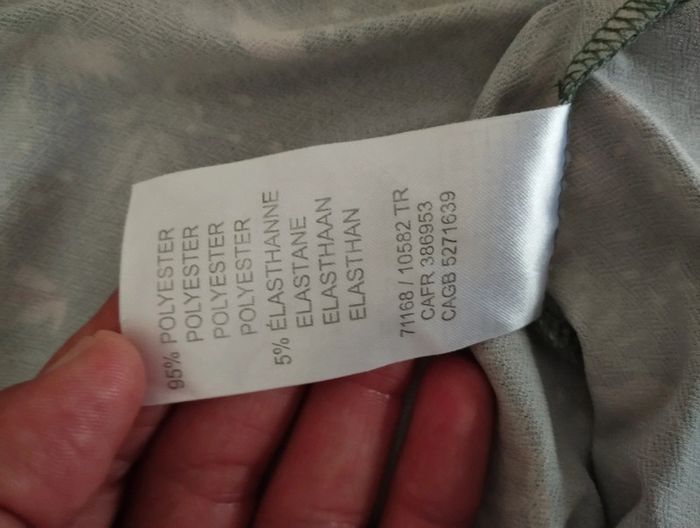 95% POLYESTER
POLYESTER
POLYESTER
POLYESTER
5% ÉLASTHANNE
ELASTANE
ELASTHAAN
ELASTHAN
71168 / 10582 TR
CAFR 386953
CAGB 5271639